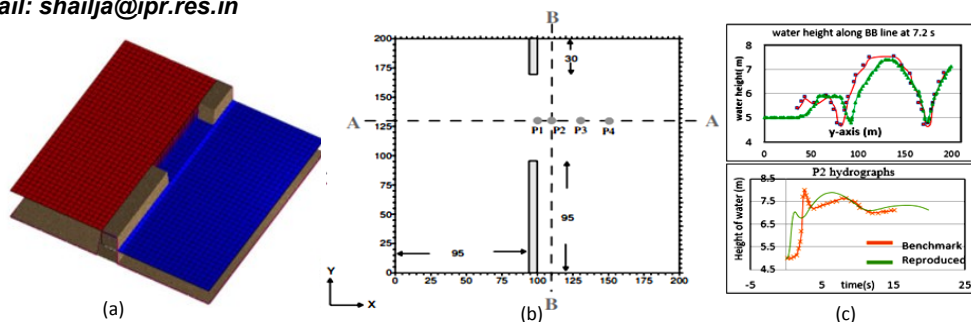 ail: shailja@ipr.res.in
(a)
B
200
175
150
125
100
75
50
25
0
30
A
A
P1
P2
P3
P4
95
95
0 25 50 75 100 125 150 175 200
Y
X
B
(b)
water height along BB line at 7.2 s
water height( m)
8
7
6
5
4
0 50 100 150 200
y-axis (m)
P2 hydrographs
Height of water (m)
8.5
7.5
6.5
5.5
4.5
Benchmark
Reproduced
-5 5 15 25
time(s)
(c)